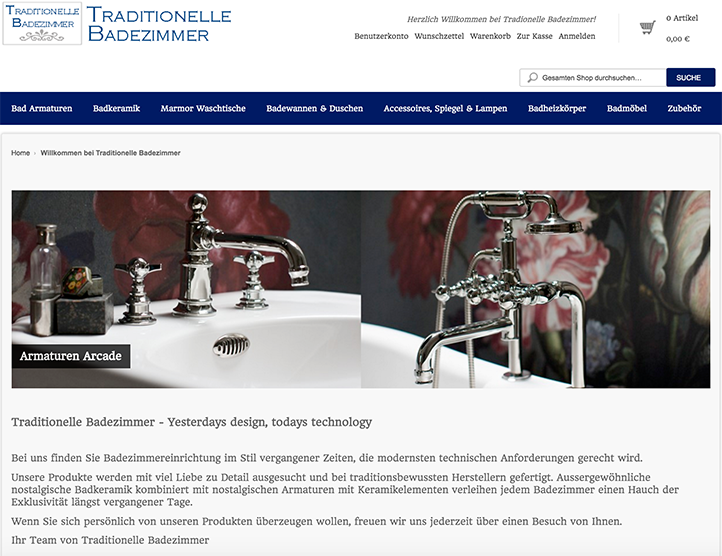 TRADITIONELLE
BADEZIMMER
TRADITIONELLE
BADEZIMMER
Herzlich Willkommen bei Tradionelle Badezimmer!
Benutzerkonto Wunschzettel Warenkorb Zur Kasse Anmelden
0 Artikel
0,00 €
Gesamten Shop durchsuchen...
SUCHE
Bad Armaturen Badkeramik Marmor Waschtische Badewannen & Duschen Accessoires, Spiegel & Lampen Badheizkörper Badmöbel Zubehör
Home › Willkommen bei Traditionelle Badezimmer
Armaturen Arcade
Traditionelle Badezimmer - Yesterdays design, todays technology
Bei uns finden Sie Badezimmereinrichtung im Stil vergangener Zeiten, die modernsten technischen Anforderungen gerecht wird.
Unsere Produkte werden mit viel Liebe zu Detail ausgesucht und bei traditionsbewussten Herstellern gefertigt. Aussergewöhnliche
nostalgische Badkeramik kombiniert mit nostalgischen Armaturen mit Keramikelementen verleihen jedem Badezimmer einen Hauch der
Exklusivität längst vergangener Tage.
Wenn Sie sich persönlich von unseren Produkten überzeugen wollen, freuen wir uns jederzeit über einen Besuch von Ihnen.
Ihr Team von Traditionelle Badezimmer